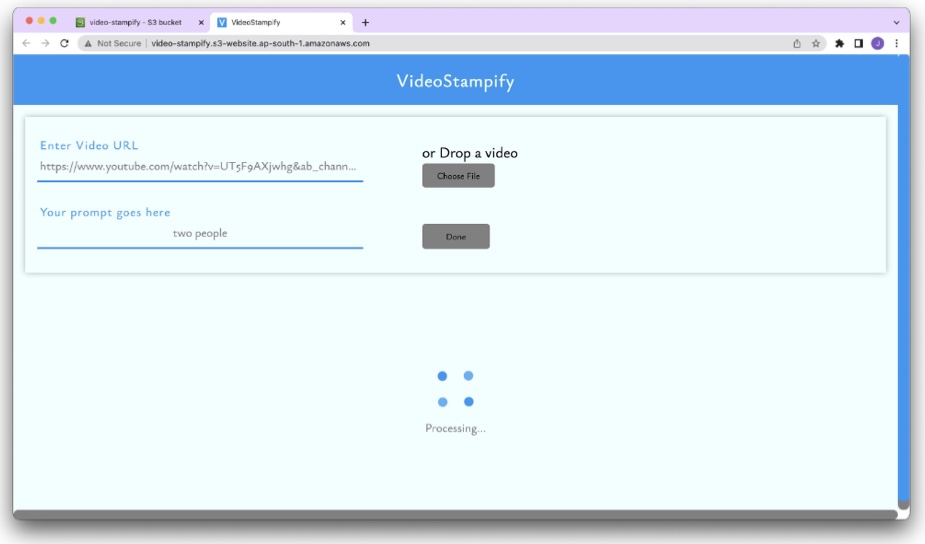 video-stampify - S3 bucket
VideoStampify
Not Secure | video-stampify.s3-website.ap-south-1.amazonaws.com
VideoStampify
Enter Video URL
https://www.youtube.com/watch?v=UT5F9AXjwhg&ab_chann...
or Drop a video
Choose File
Your prompt goes here
two people
Done
Processing...